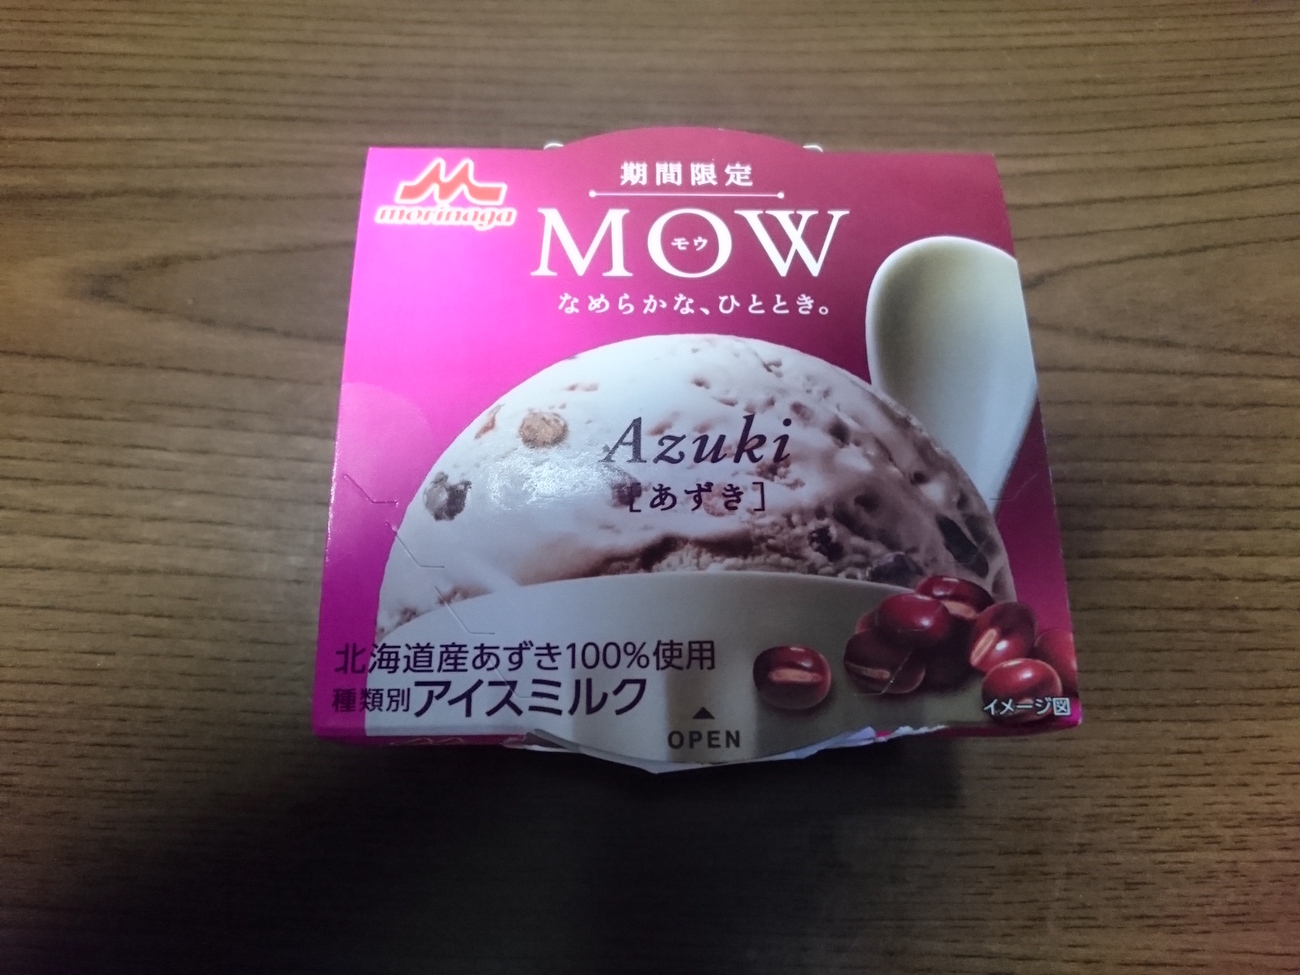 期間限定
morinaga
MOW
モウ
なめらかな、ひととき。
Azuki
[あずき]
北海道産あずき100%使用
種類別アイスミルク
イメージ図
▲
OPEN